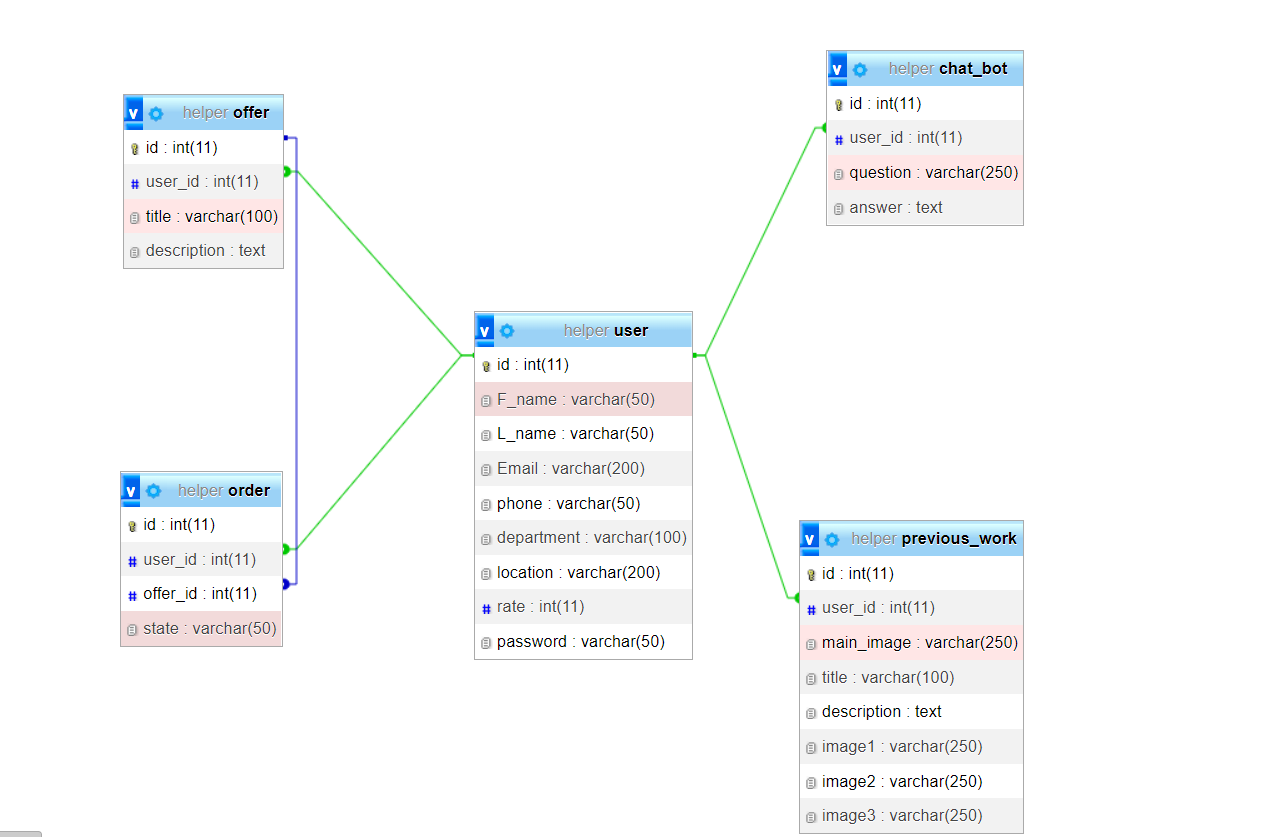 v helper offer
id : int(11)
# user_id : int(11)
title : varchar(100)
description : text
v helper order
id : int(11)
# user_id : int(11)
# offer_id : int(11)
state : varchar(50)
v helper user
id : int(11)
F_name : varchar(50)
L_name : varchar(50)
Email : varchar(200)
phone : varchar(50)
department : varchar(100)
location : varchar(200)
# rate : int(11)
password : varchar(50)
v helper chat_bot
id : int(11)
# user_id : int(11)
question : varchar(250)
answer : text
v helper previous_work
id : int(11)
# user_id : int(11)
main_image : varchar(250)
title : varchar(100)
description : text
image1 : varchar(250)
image2 : varchar(250)
image3 : varchar(250)